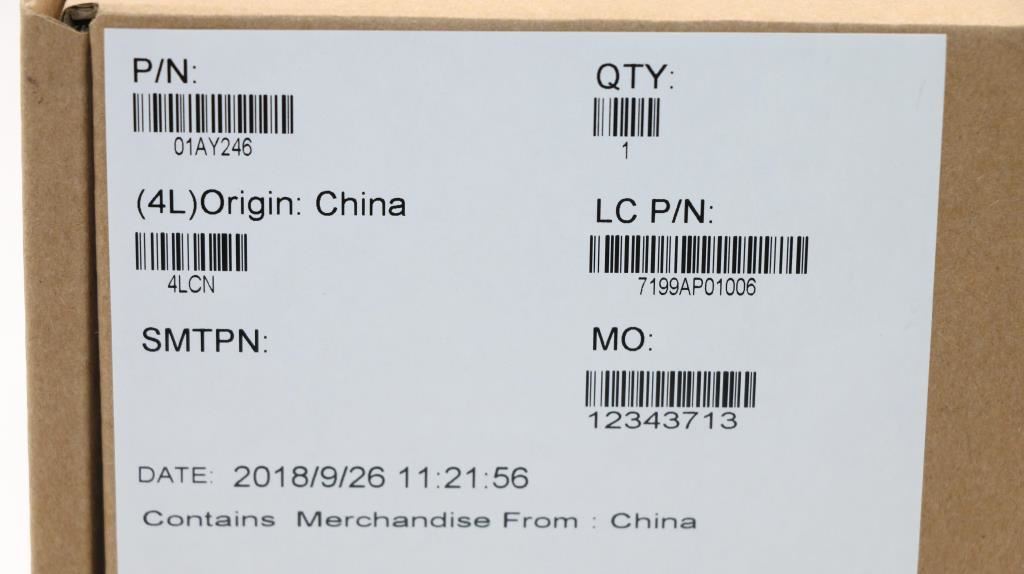 P/N:
01AY246
QTY:
1
(4L)Origin: China
4LCN
LC P/N:
7199AP01006
SMTPN:
MO:
12343713
DATE: 2018/9/26 11:21:56
Contains Merchandise From : China